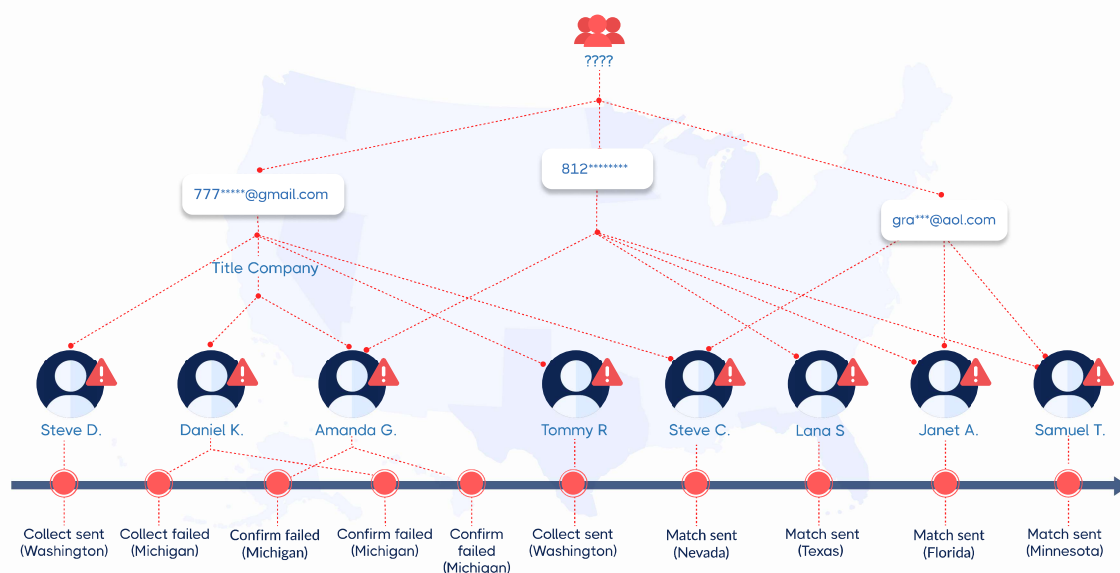 ????
812********
777*****@gmail.com
gra***@aol.com
Title Company
Steve D.
Daniel K.
Amanda G.
Tommy R
Steve C.
Lana S
Janet A.
Samuel T.
Collect sent
(Washington)
Collect failed
(Michigan)
Confirm failed
(Michigan)
Confirm failed
(Michigan)
Confirm
failed
(Michigan)
Collect sent
(Washington)
Match sent
(Nevada)
Match sent
(Texas)
Match sent
(Florida)
Match sent
(Minnesota)